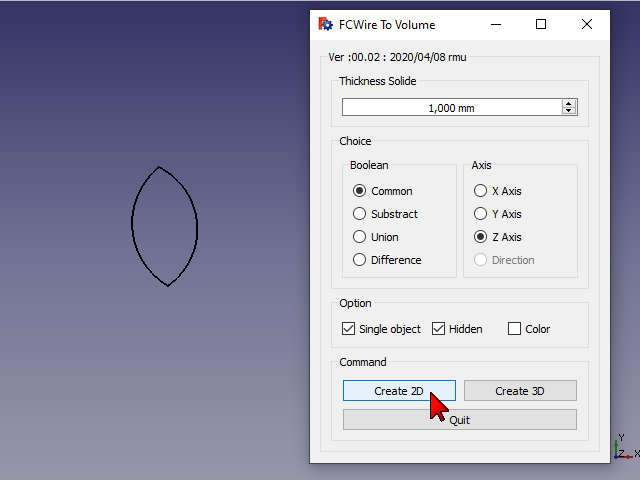 FCWire To Volume
Ver :00.02 : 2020/04/08 rmu
Thickness Solide
1,000 mm
Choice
Boolean
Common
Substract
Union
Difference
Axis
X Axis
Y Axis
Z Axis
Direction
Option
Single object Hidden Color
Command
Create 2D Create 3D
Quit
Y
Z X